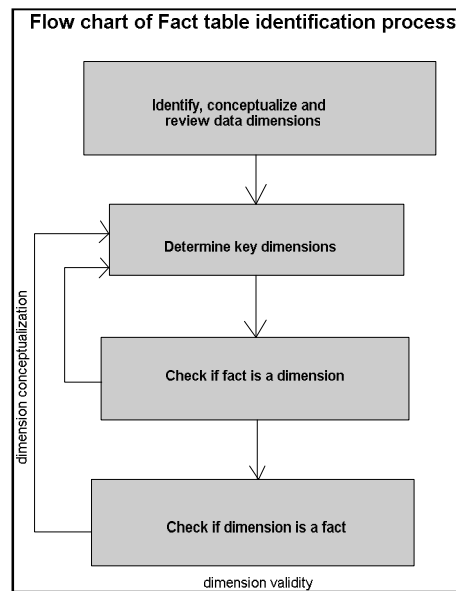 Flow chart of Fact table identification process
Identify, conceptualize and
review data dimensions
Determine key dimensions
Check if fact is a dimension
Check if dimension is a fact
dimension conceptualization
dimension validity